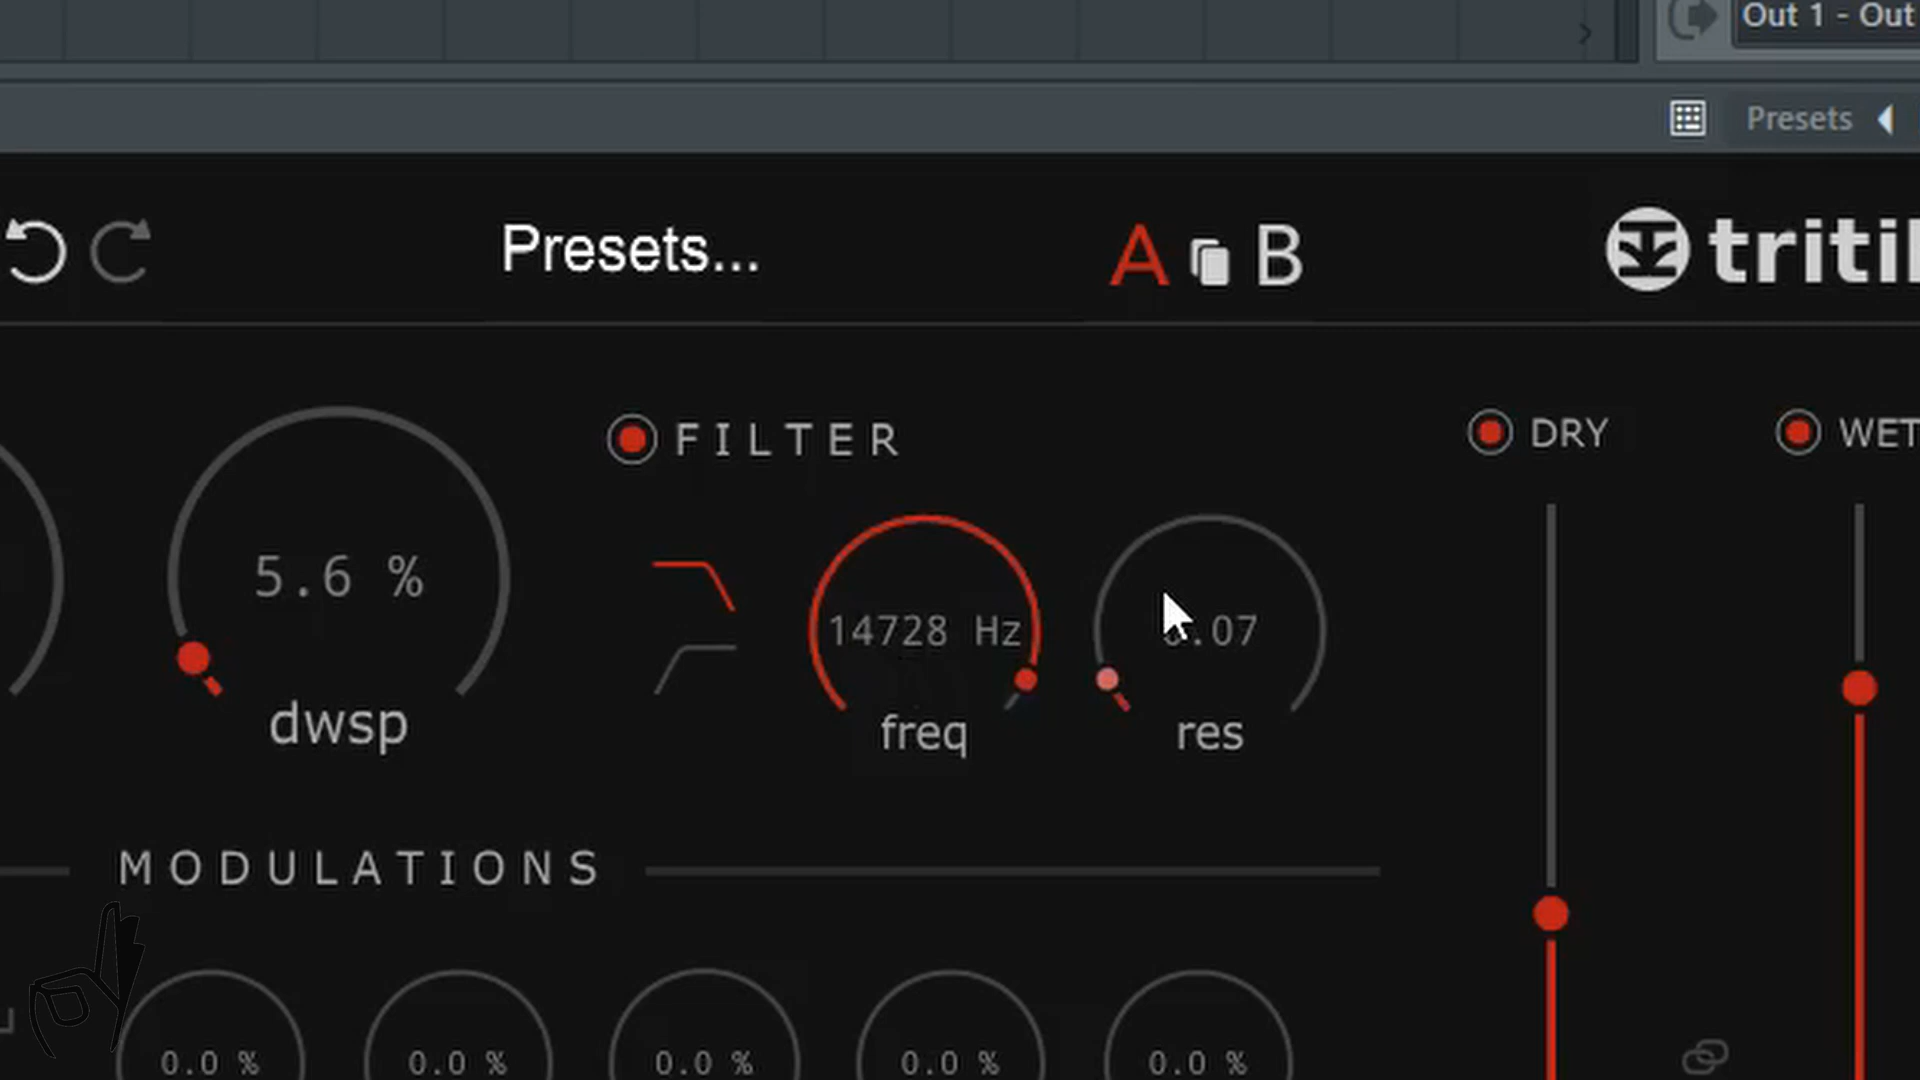 Out 1 - Out
Presets
Presets...
A B
FILTER
DRY
WET
5.6 %
14728 Hz
.07
dwsp
freq
res
MODULATIONS
0.0 %
0.0 %
0.0 %
0.0 %
0.0 %